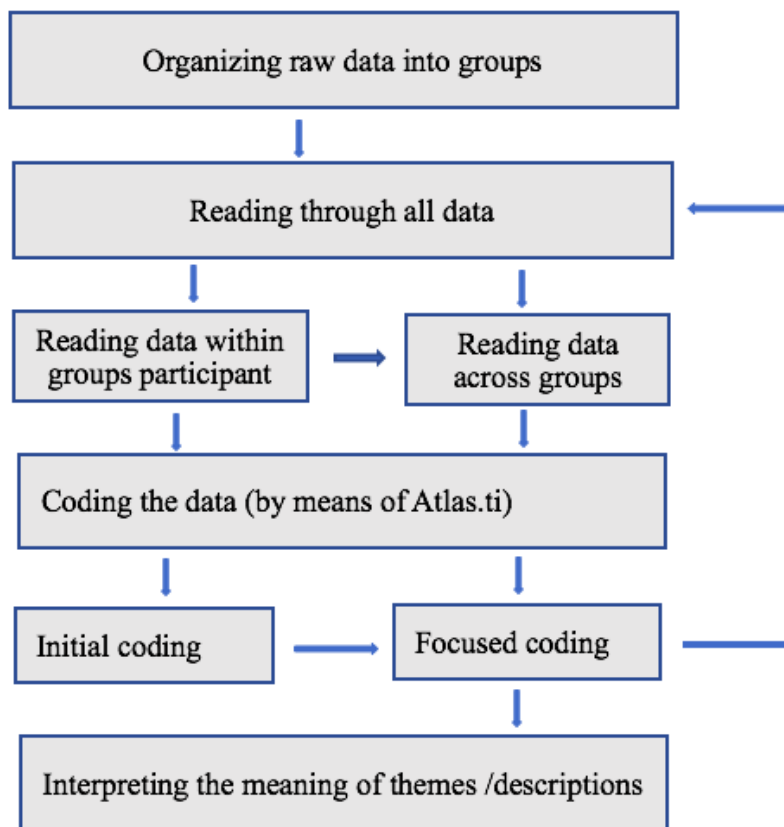 Organizing raw data into groups
Reading through all data
Reading data within
groups participant
Reading data
across groups
Coding the data (by means of Atlas.ti)
Initial coding
Focused coding
Interpreting the meaning of themes /descriptions